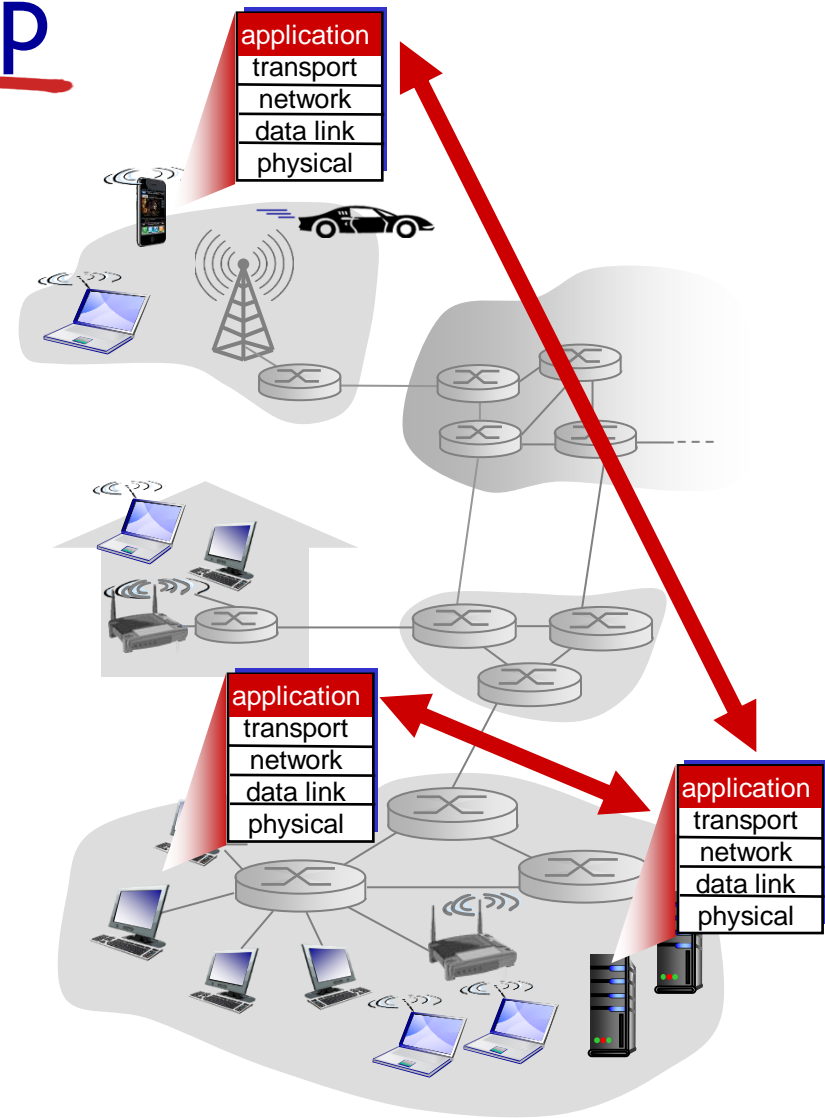 p
application
transport
network
data link
physical
application
transport
network
data link
physical
application
transport
network
data link
physical